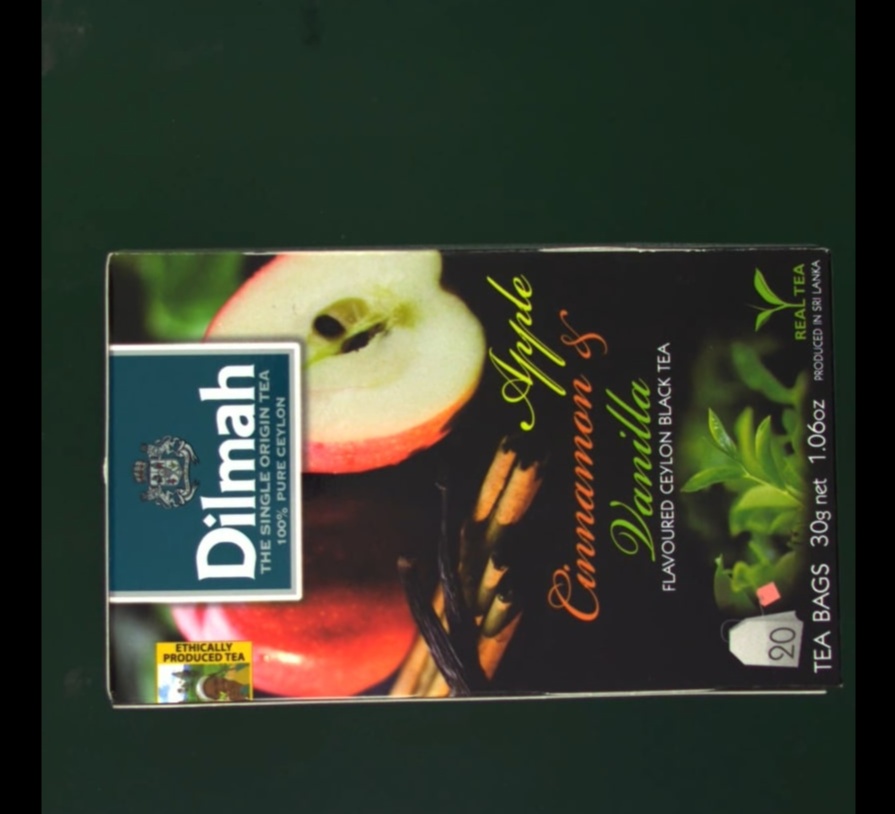 Dilmah
THE SINGLE ORIGIN TEA
100% PURE CEYLON
ETHICALLY
PRODUCED TEA
Apple
Cinnamon &
Vanilla
FLAVOURED CEYLON BLACK TEA
REAL TEA
PRODUCED IN SRI LANKA
20
TEA BAGS 30g net 1.06oz